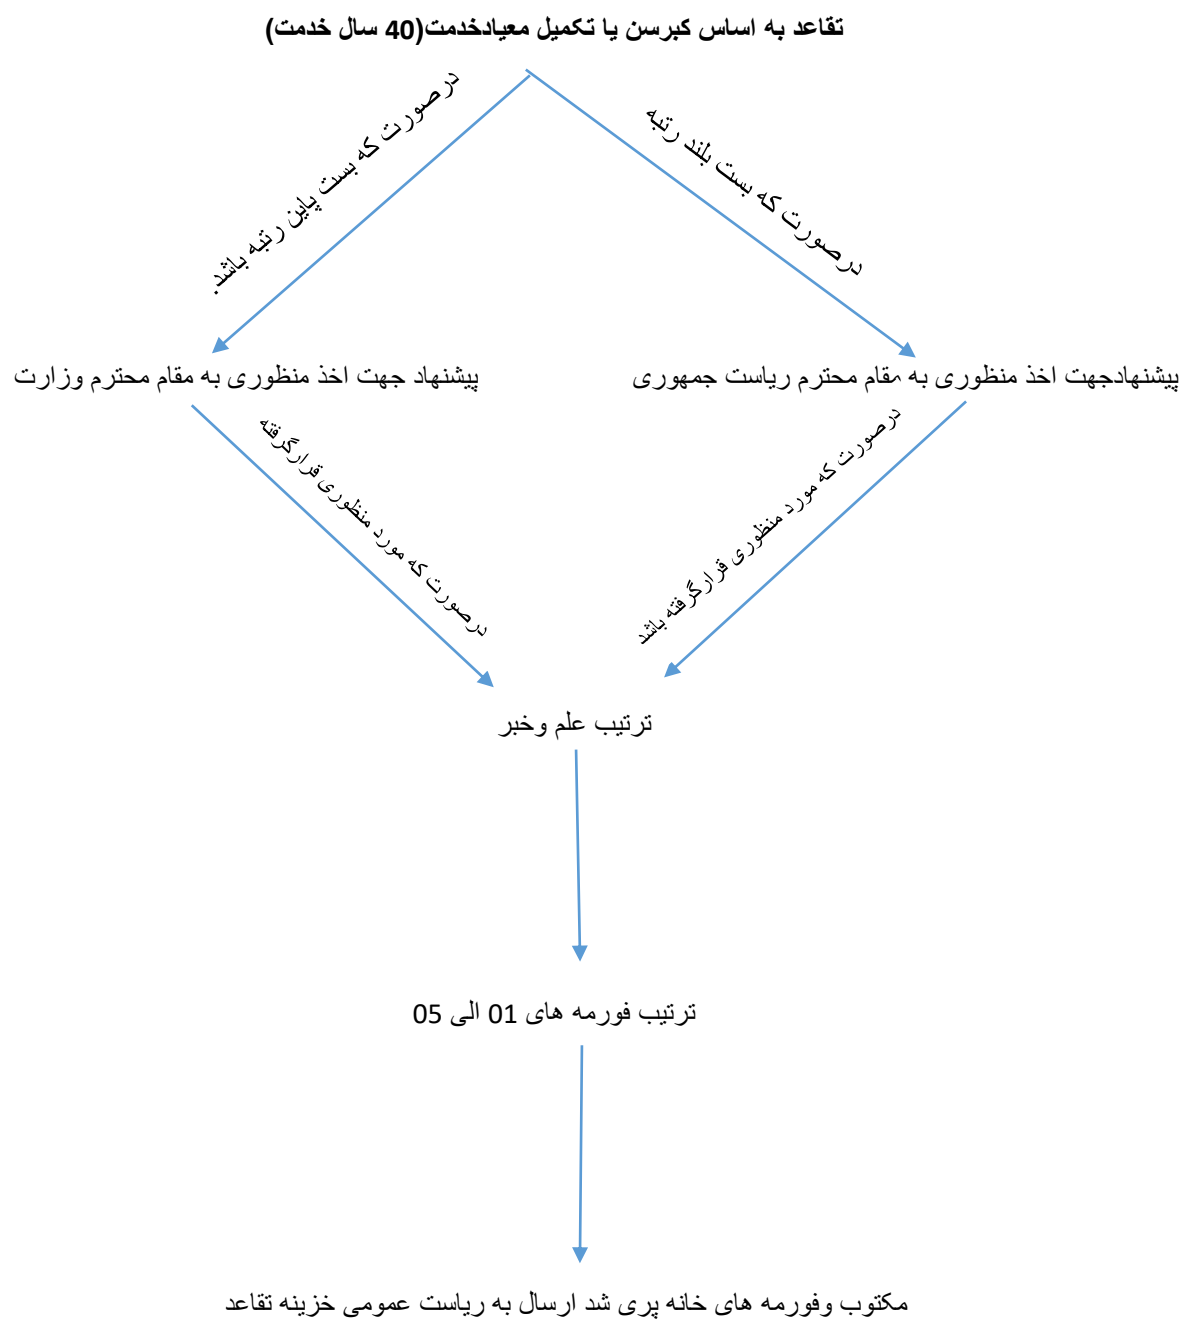 تقاعد به اساس کبرسن یا تکمیل معیادخدمت(40 سال خدمت)
درصورت که بست بلند رتبه
درصورت که بست پاین رتبه باشد.
پیشنهادجهت اخذ منظوری به مقام محترم ریاست جمهوری
پیشنهاد جهت اخذ منظوری به مقام محترم وزارت
درصورت که مورد منظوری قرارگرفته باشد
درصورت که مورد منظوری قرارگرفته
ترتیب علم وخبر
ترتیب فورمه های 01 الی 05
مکتوب وفورمه های خانه پری شد ارسال به ریاست عمومی خزینه تقاعد